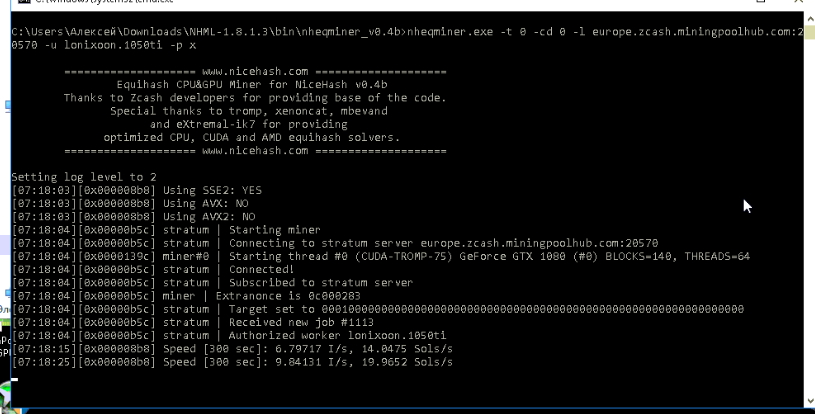 C:\Users\Алексей\Downloads\NHML-1.8.1.3\bin\nheqminer_v0.4b>nheqminer.exe -t 0 -cd 0 -l europe.zcash.miningpoolhub.com:2
0570 -u lonixoon.1050ti -p x
==================== www.nicehash.com ====================
Equihash CPU&GPU Miner for NiceHash v0.4b
Thanks to Zcash developers for providing base of the code.
Special thanks to tromp, xenoncat, mbevand
and eXtremal-ik7 for providing
optimized CPU, CUDA and AMD equihash solvers.
==================== www.nicehash.com ====================
Setting log level to 2
[07:18:03][0x000008b8] Using SSE2: YES
[07:18:03][0x000008b8] Using AVX: NO
[07:18:03][0x000008b8] Using AVX2: NO
[07:18:04][0x00000b5c] stratum | Starting miner
[07:18:04][0x00000b5c] stratum | Connecting to stratum server europe.zcash.miningpoolhub.com:20570
[07:18:04][0x0000139c] miner#0 | Starting thread #0 (CUDA-TROMP-75) GeForce GTX 1080 (#0) BLOCKS=140, THREADS=64
[07:18:04][0x00000b5c] stratum | Connected!
[07:18:04][0x00000b5c] stratum | Subscribed to stratum server
[07:18:04][0x00000b5c] miner | Extranonce is 0c000283
[07:18:04][0x00000b5c] stratum | Target set to 0001000000000000000000000000000000000000000000000000000000000000
[07:18:04][0x00000b5c] stratum | Received new job #1113
[07:18:04][0x00000b5c] stratum | Authorized worker lonixoon.1050ti
[07:18:15][0x000008b8] Speed [300 sec]: 6.79717 I/s, 14.0475 Sols/s
[07:18:25][0x000008b8] Speed [300 sec]: 9.84131 I/s, 19.9652 Sols/s